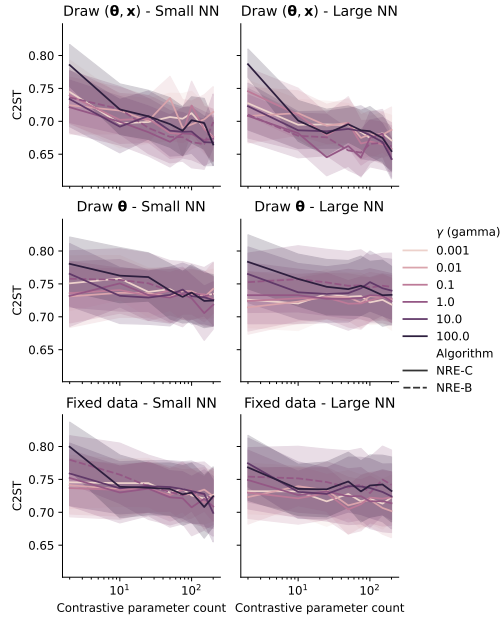 Draw (θ, x) - Small NN
Draw (θ, x) - Large NN
C2ST
0.80
0.75
0.70
0.65
Draw θ - Small NN
Draw θ - Large NN
C2ST
0.80
0.75
0.70
0.65
γ (gamma)
0.001
0.01
0.1
1.0
10.0
100.0
Algorithm
NRE-C
NRE-B
Fixed data - Small NN
Fixed data - Large NN
C2ST
0.80
0.75
0.70
0.65
10¹ 10² 10¹ 10²
Contrastive parameter count Contrastive parameter count